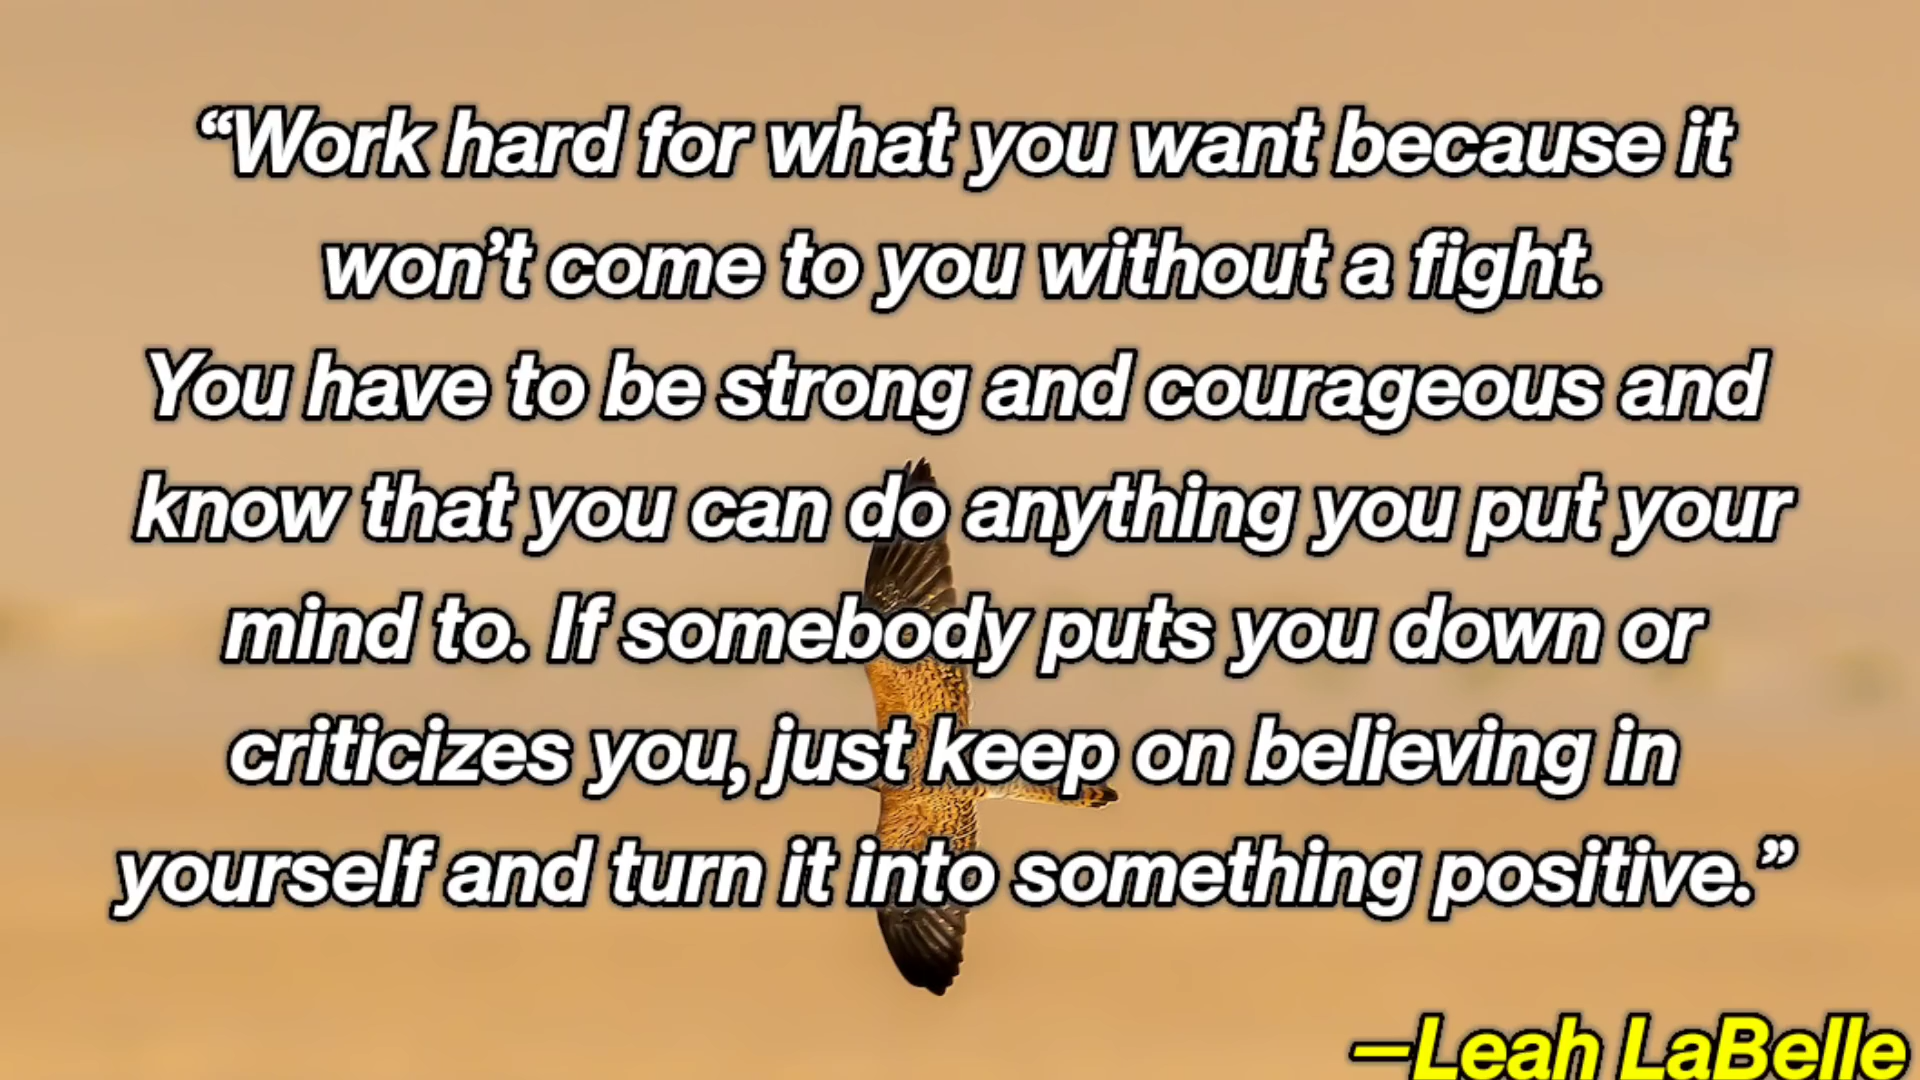 “Work hard for what you want because it
won’t come to you without a fight.
You have to be strong and courageous and
know that you can do anything you put your
mind to. If somebody puts you down or
criticizes you, just keep on believing in
yourself and turn it into something positive.”
—Leah LaBelle